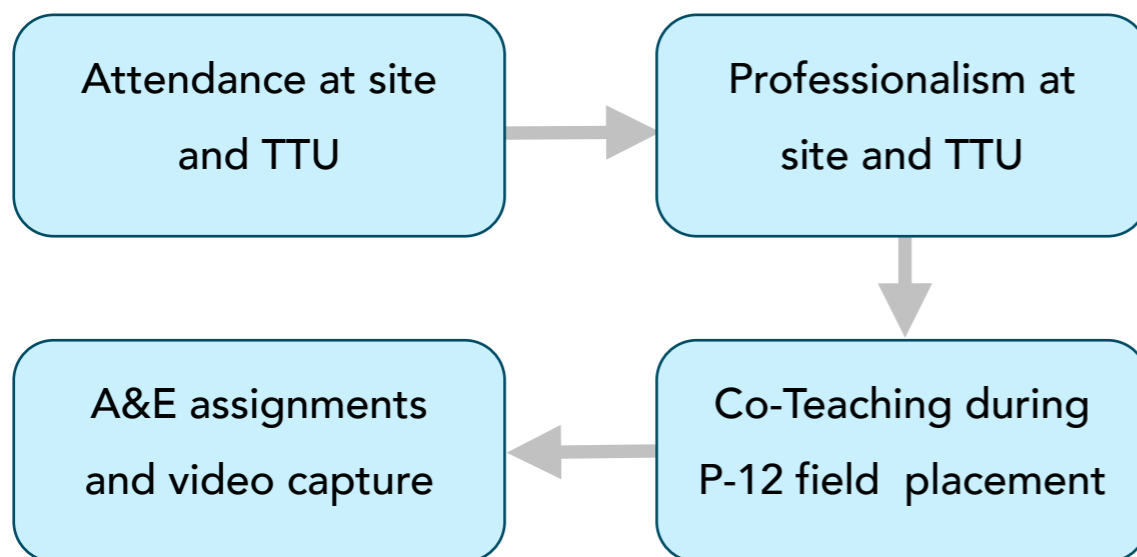 Attendance at site
and TTU
Professionalism at
site and TTU
Co-Teaching during
P-12 field  placement
A&E assignments
and video capture